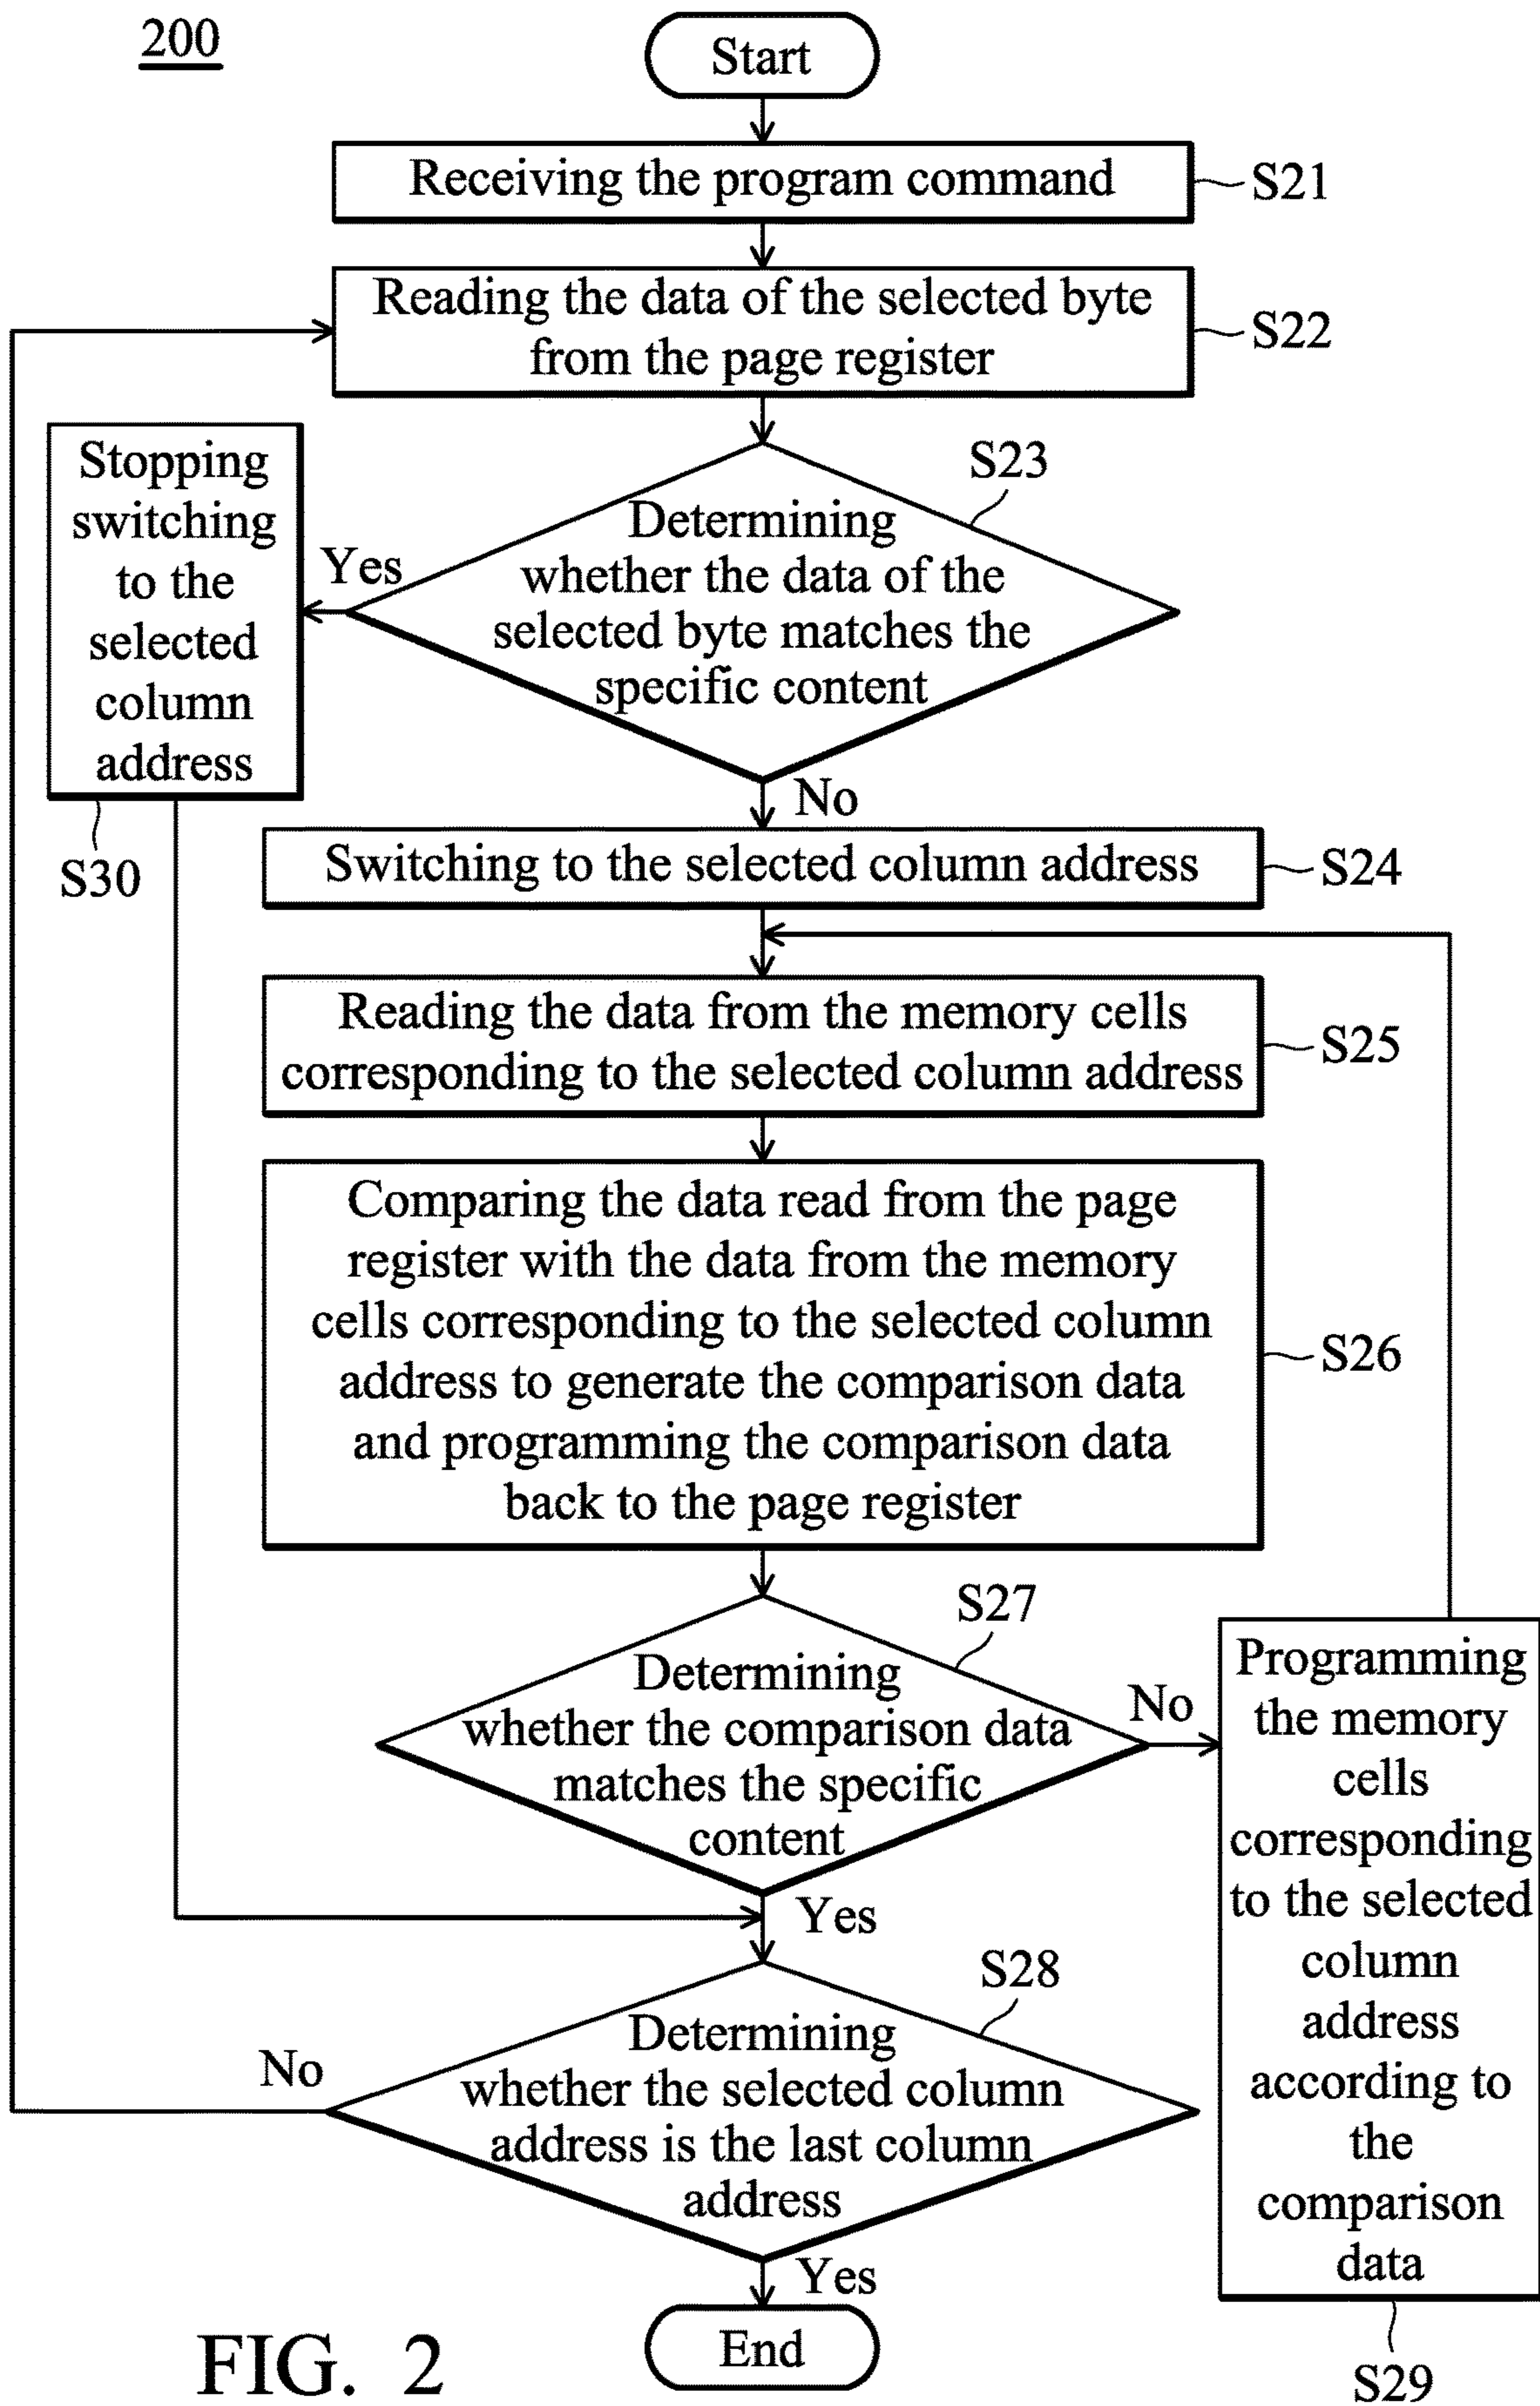 200
Start
Receiving the program command
S21
Reading the data of the selected byte
from the page register
S22
Stopping
switching
to the
selected
column
address
S30
Yes
S23
Determining
whether the data of the
selected byte matches the
specific content
No
Switching to the selected column address
S24
Reading the data from the memory cells
corresponding to the selected column address
S25
Comparing the data read from the page
register with the data from the memory
cells corresponding to the selected column
address to generate the comparison data
and programming the comparison data
back to the page register
S26
S27
Determining
whether the comparison data
matches the specific
content
No
Programming
the memory
cells
corresponding
to the selected
column
address
according to
the
comparison
data
S29
Yes
S28
Determining
whether the selected column
address is the last column
address
No
Yes
End
FIG. 2